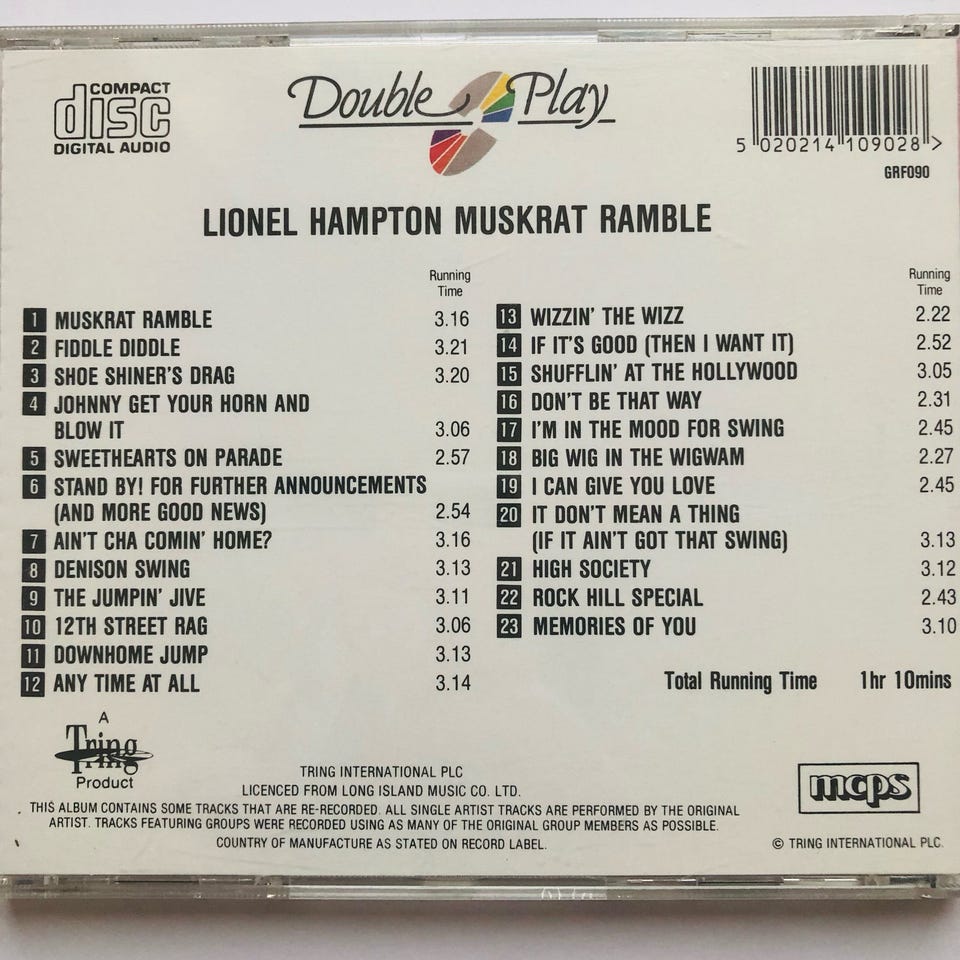 COMPACT
disc
DIGITAL AUDIO
Double Play
5 020214 109028 >
GRF090
LIONEL HAMPTON MUSKRAT RAMBLE
Running
Time
1 MUSKRAT RAMBLE 3.16
2 FIDDLE DIDDLE 3.21
3 SHOE SHINER'S DRAG 3.20
4 JOHNNY GET YOUR HORN AND
BLOW IT 3.06
5 SWEETHEARTS ON PARADE 2.57
6 STAND BY! FOR FURTHER ANNOUNCEMENTS
(AND MORE GOOD NEWS) 2.54
7 AIN'T CHA COMIN' HOME? 3.16
8 DENISON SWING 3.13
9 THE JUMPIN' JIVE 3.11
10 12TH STREET RAG 3.06
11 DOWNHOME JUMP 3.13
12 ANY TIME AT ALL 3.14
Running
Time
13 WIZZIN' THE WIZZ 2.22
14 IF IT'S GOOD (THEN I WANT IT) 2.52
15 SHUFFLIN' AT THE HOLLYWOOD 3.05
16 DON'T BE THAT WAY 2.31
17 I'M IN THE MOOD FOR SWING 2.45
18 BIG WIG IN THE WIGWAM 2.27
19 I CAN GIVE YOU LOVE 2.45
20 IT DON'T MEAN A THING
(IF IT AIN'T GOT THAT SWING) 3.13
21 HIGH SOCIETY 3.12
22 ROCK HILL SPECIAL 2.43
23 MEMORIES OF YOU 3.10
Total Running Time 1hr 10mins
A
Tring
Product
TRING INTERNATIONAL PLC
LICENCED FROM LONG ISLAND MUSIC CO. LTD.
THIS ALBUM CONTAINS SOME TRACKS THAT ARE RE-RECORDED. ALL SINGLE ARTIST TRACKS ARE PERFORMED BY THE ORIGINAL
ARTIST. TRACKS FEATURING GROUPS WERE RECORDED USING AS MANY OF THE ORIGINAL GROUP MEMBERS AS POSSIBLE.
COUNTRY OF MANUFACTURE AS STATED ON RECORD LABEL.
mcps
© TRING INTERNATIONAL PLC.